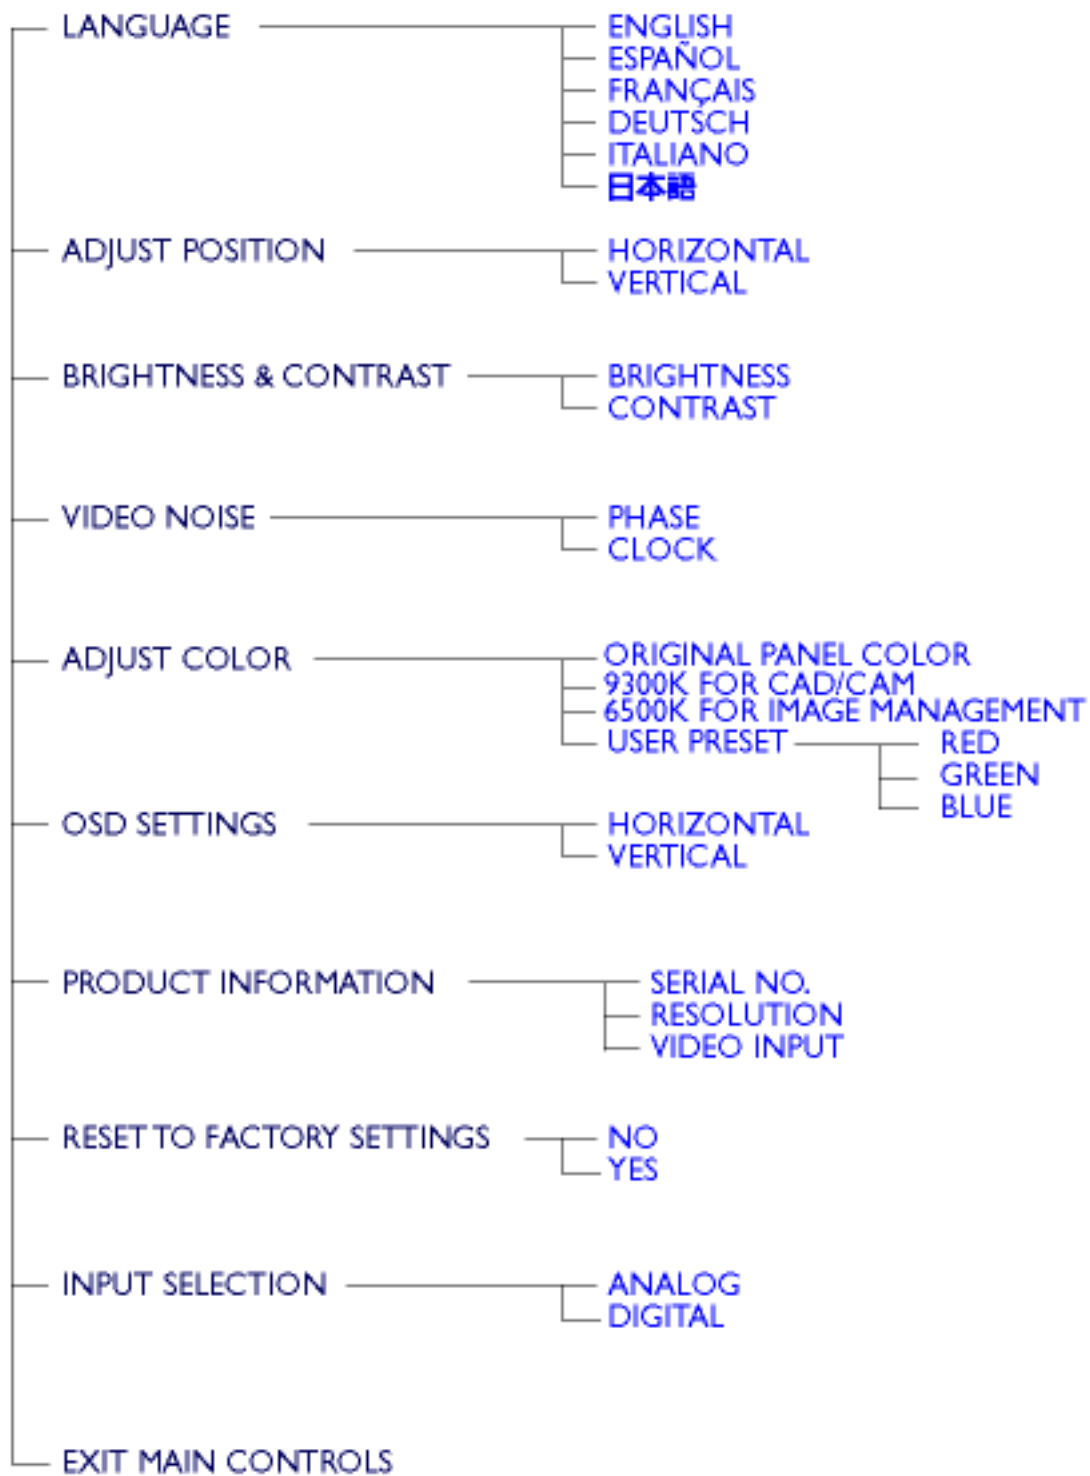 LANGUAGE
ENGLISH
ESPAÑOL
FRANÇAIS
DEUTSCH
ITALIANO
日本語
ADJUST POSITION
HORIZONTAL
VERTICAL
BRIGHTNESS & CONTRAST
BRIGHTNESS
CONTRAST
VIDEO NOISE
PHASE
CLOCK
ADJUST COLOR
ORIGINAL PANEL COLOR
9300K FOR CAD/CAM
6500K FOR IMAGE MANAGEMENT
USER PRESET
RED
GREEN
BLUE
OSD SETTINGS
HORIZONTAL
VERTICAL
PRODUCT INFORMATION
SERIAL NO.
RESOLUTION
VIDEO INPUT
RESET TO FACTORY SETTINGS
NO
YES
INPUT SELECTION
ANALOG
DIGITAL
EXIT MAIN CONTROLS